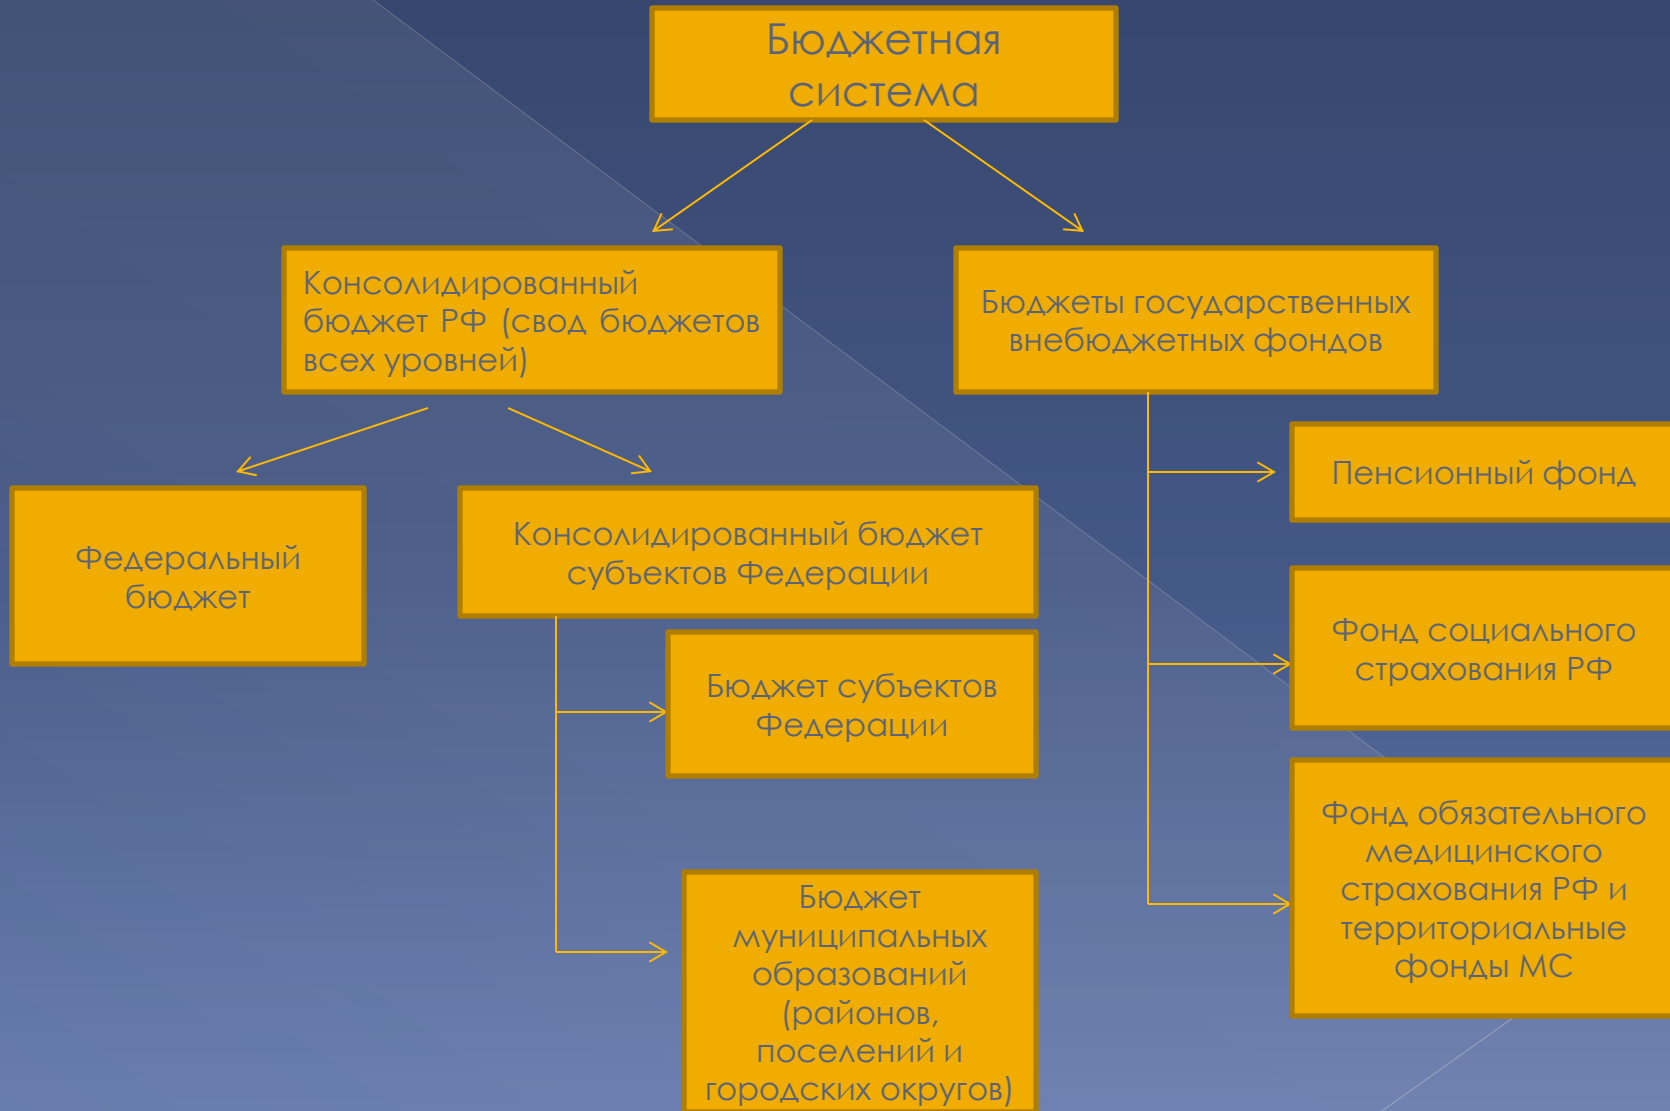 Бюджетная
система
Консолидированный
бюджет РФ (свод бюджетов
всех уровней)
Бюджеты государственных
внебюджетных фондов
Федеральный
бюджет
Консолидированный бюджет
субъектов Федерации
Бюджет субъектов
Федерации
Бюджет
муниципальных
образований
(районов,
поселений и
городских округов)
Пенсионный фонд
Фонд социального
страхования РФ
Фонд обязательного
медицинского
страхования РФ и
территориальные
фонды МС